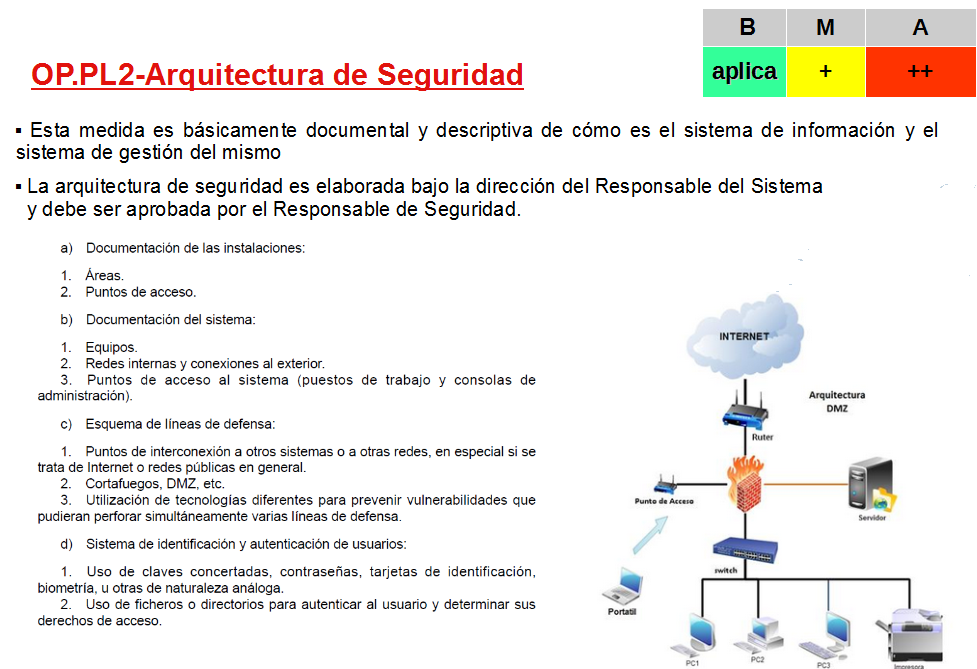 B M A
aplica + ++
OP.PL2-Arquitectura de Seguridad
▪ Esta medida es básicamente documental y descriptiva de cómo es el sistema de información y el
sistema de gestión del mismo
▪ La arquitectura de seguridad es elaborada bajo la dirección del Responsable del Sistema
y debe ser aprobada por el Responsable de Seguridad.
a) Documentación de las instalaciones:
1. Áreas.
2. Puntos de acceso.
b) Documentación del sistema:
1. Equipos.
2. Redes internas y conexiones al exterior.
3. Puntos de acceso al sistema (puestos de trabajo y consolas de
administración).
c) Esquema de líneas de defensa:
1. Puntos de interconexión a otros sistemas o a otras redes, en especial si se
trata de Internet o redes públicas en general.
2. Cortafuegos, DMZ, etc.
3. Utilización de tecnologías diferentes para prevenir vulnerabilidades que
pudieran perforar simultáneamente varias líneas de defensa.
d) Sistema de identificación y autenticación de usuarios:
1. Uso de claves concertadas, contraseñas, tarjetas de identificación,
biometría, u otras de naturaleza análoga.
2. Uso de ficheros o directorios para autenticar al usuario y determinar sus
derechos de acceso.
INTERNET
Arquitectura
DMZ
Ruter
Punto de Acceso
Servidor
switch
Portatil
PC1
PC2
PC3
Impresora